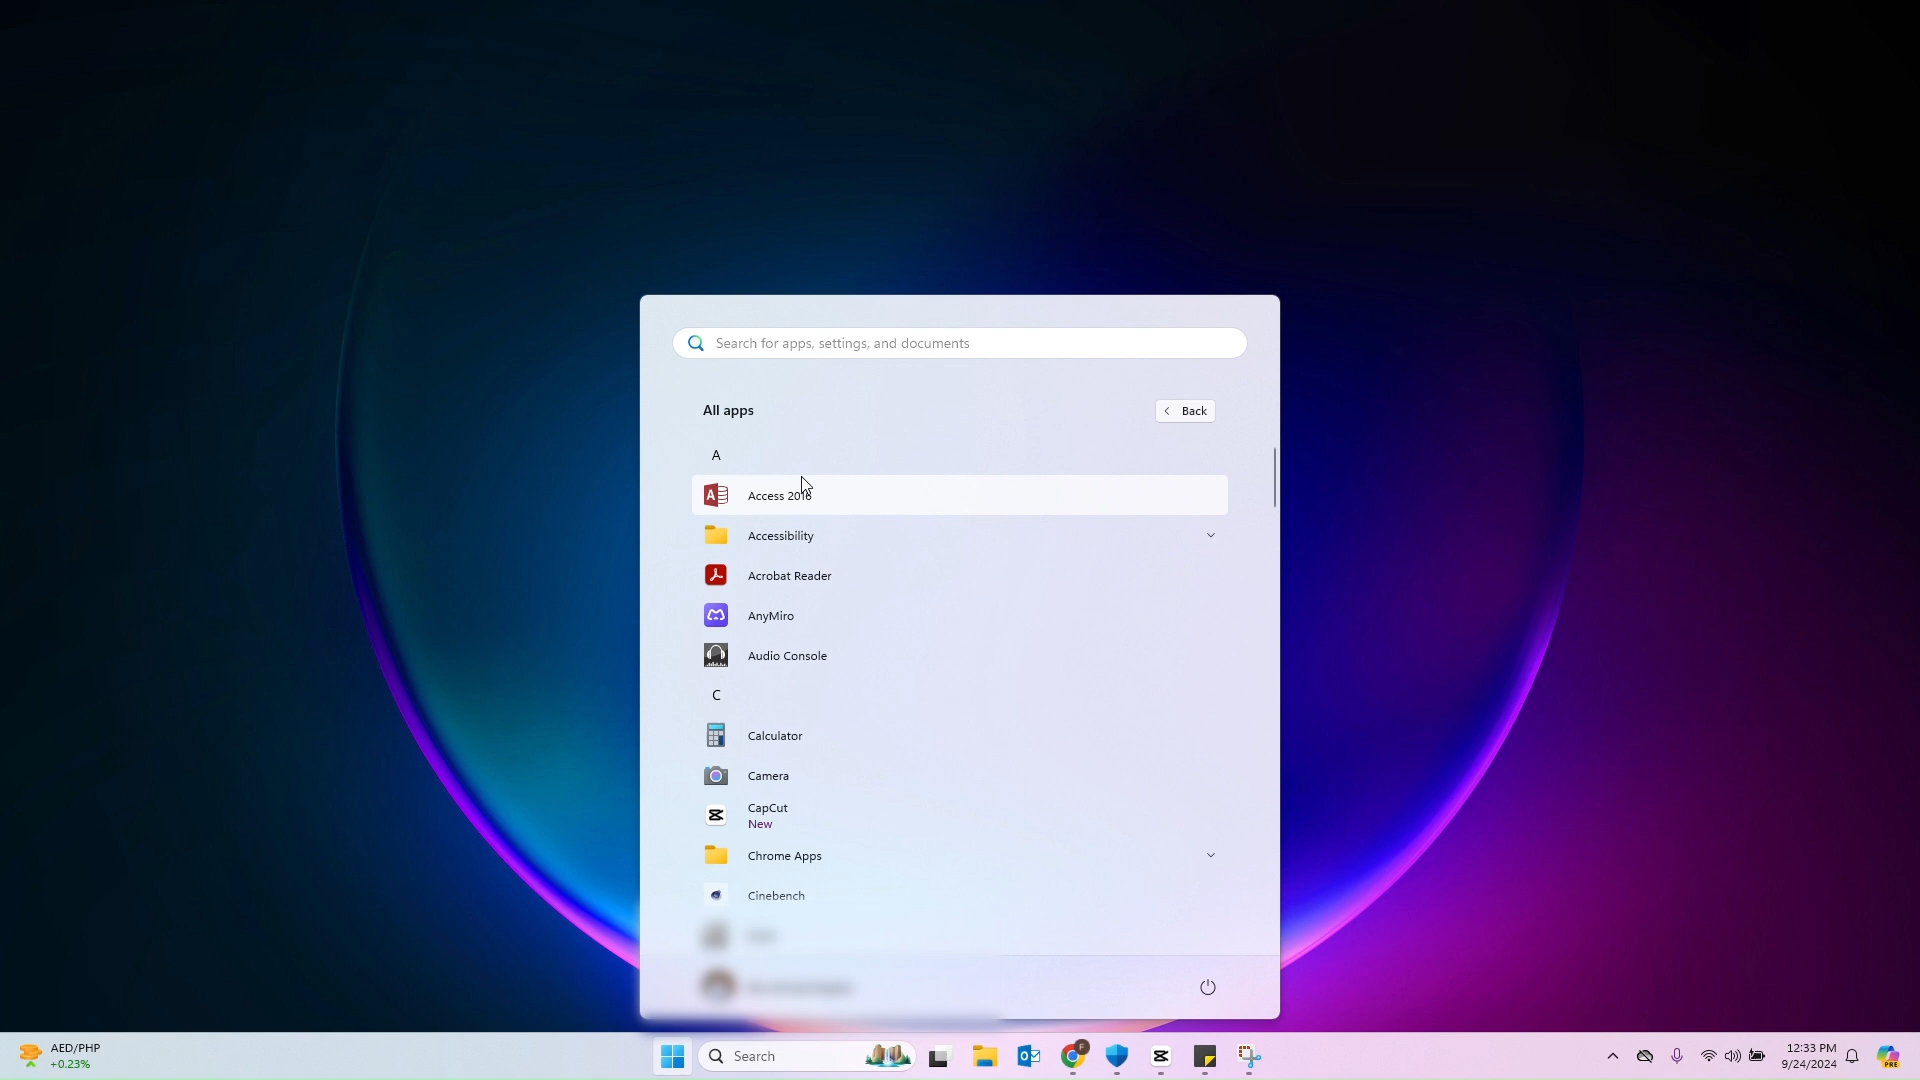 Search for apps, settings, and documents
All apps
Back
A
Access 2016
Accessibility
Acrobat Reader
AnyMiro
Audio Console
C
Calculator
Camera
CapCut
New
Chrome Apps
Cinebench
AED/PHP
+0.23%
Search
F
12:33 PM
9/24/2024
PRE